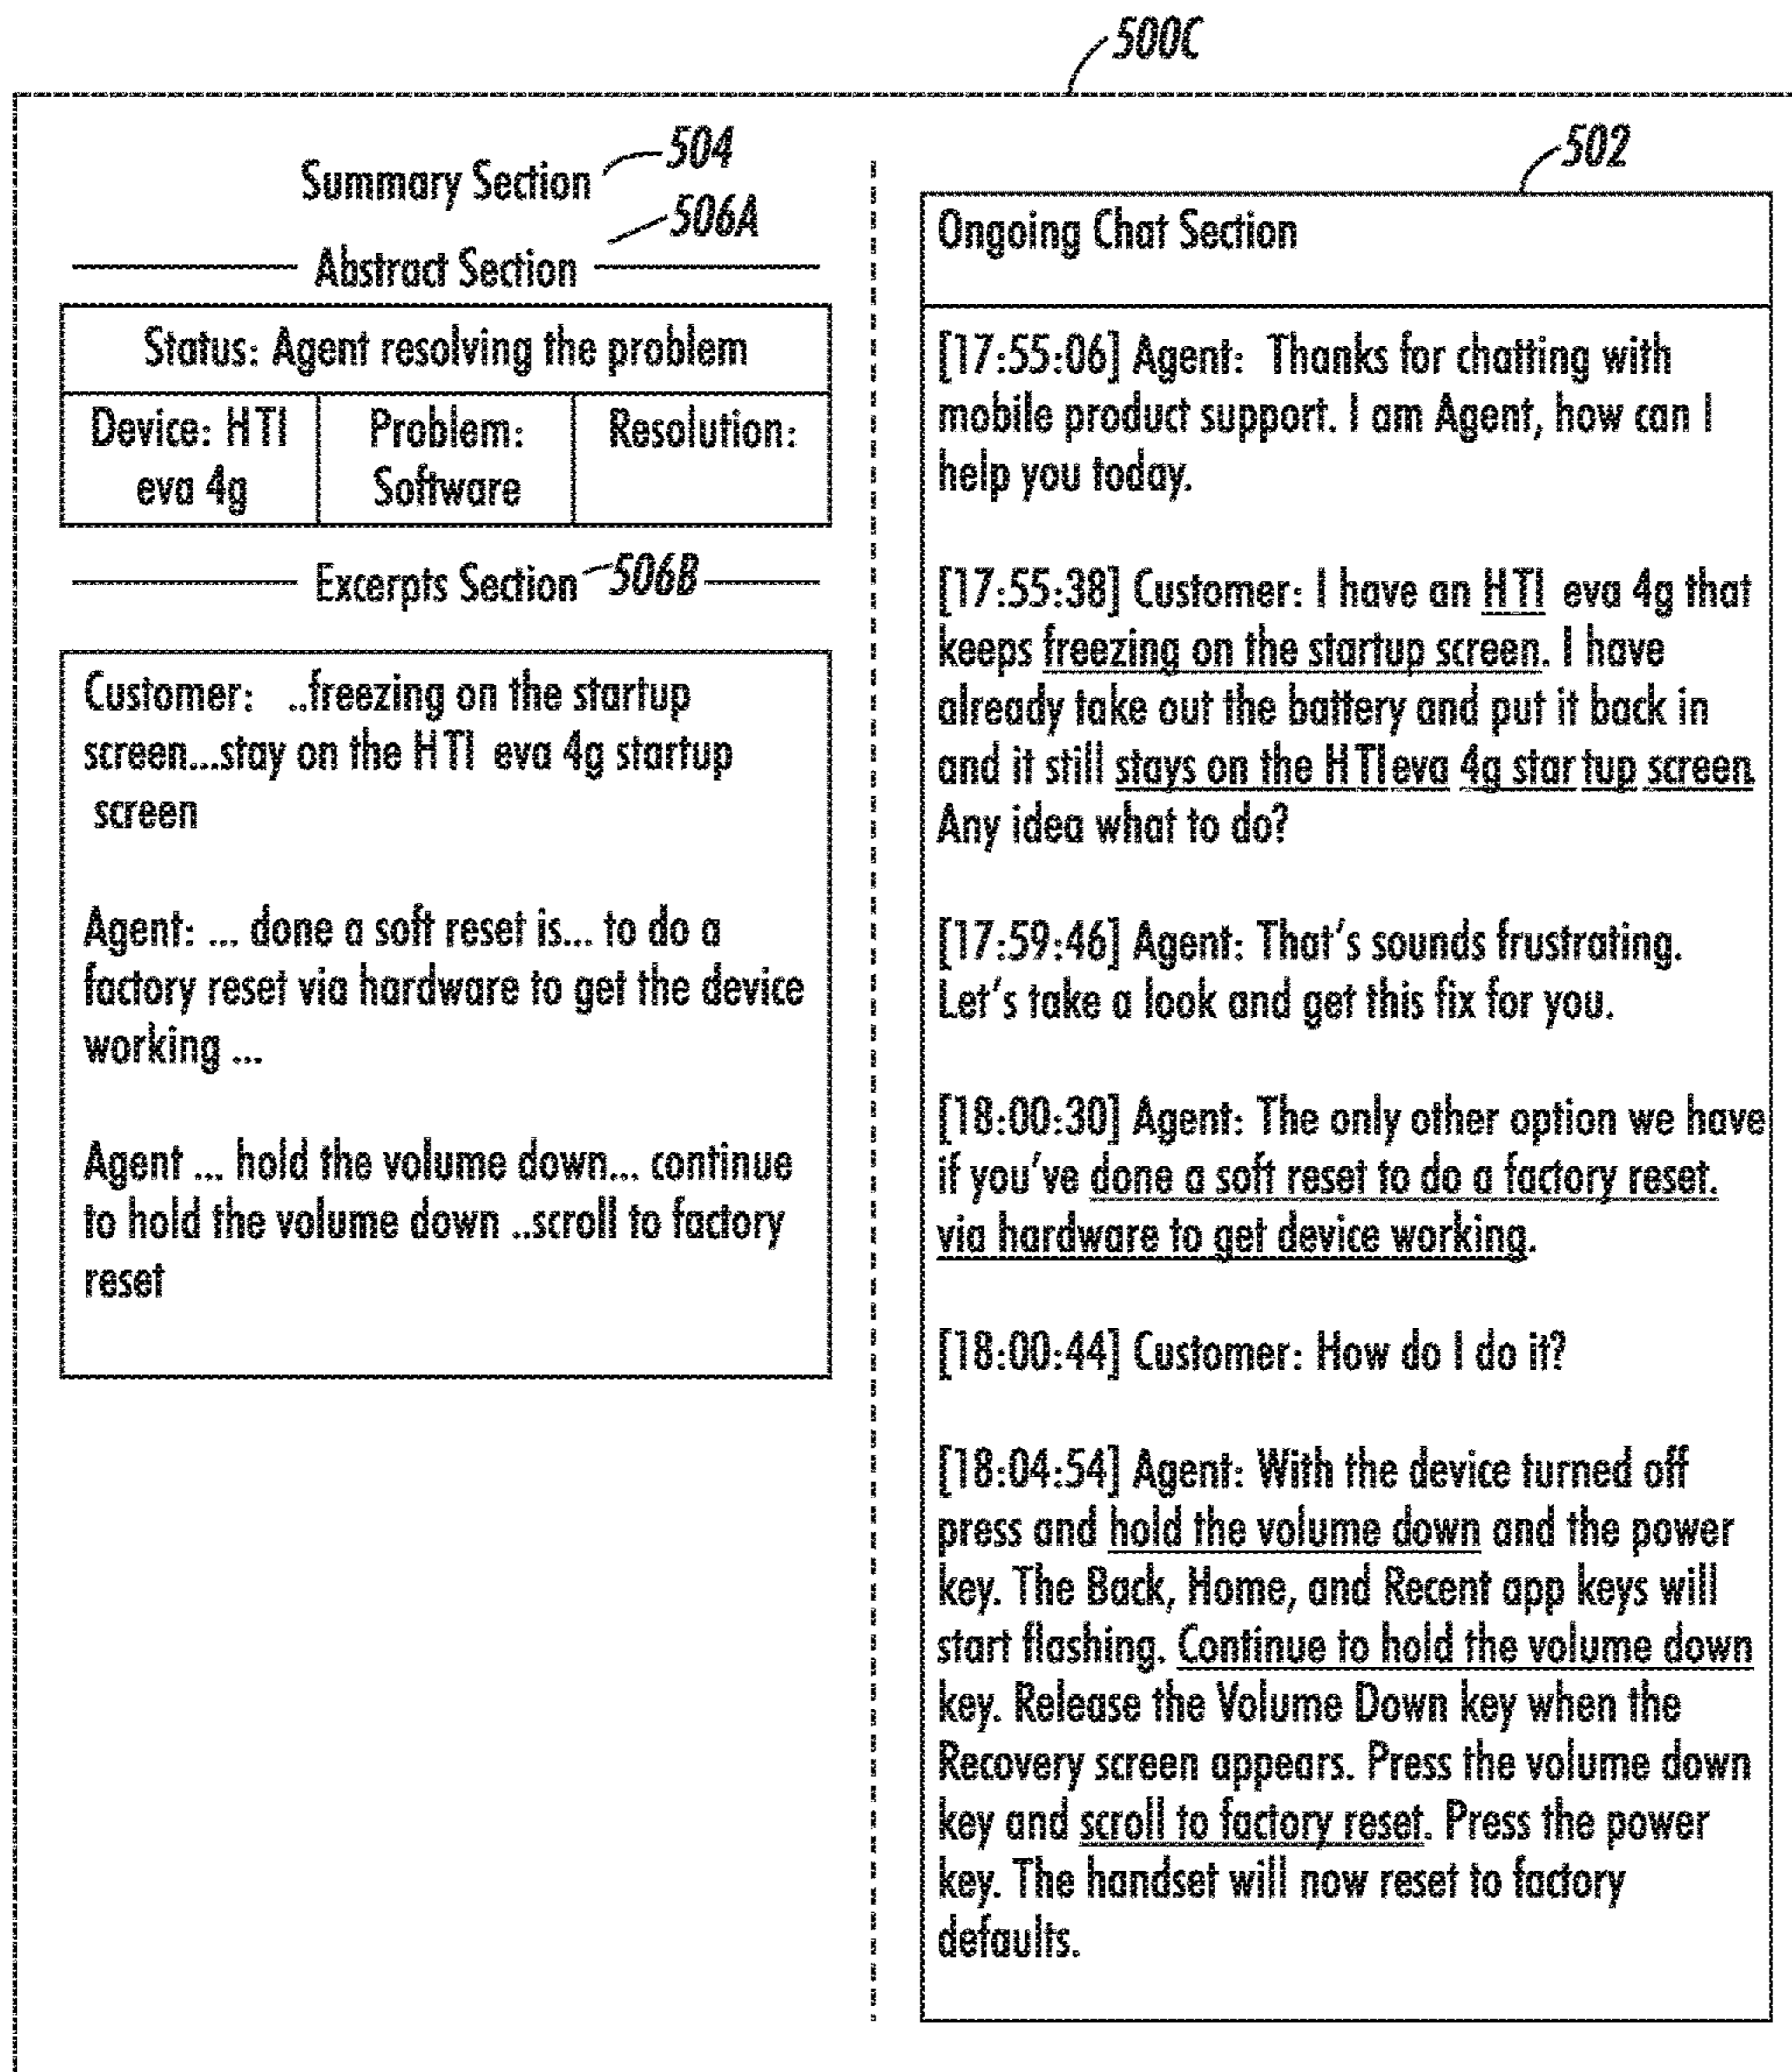 500C
Summary Section 504
506A
Abstract Section
Status: Agent resolving the problem
Device: HTI
eva 4g
Problem:
Software
Resolution:
Excerpts Section 506B
Customer: ..freezing on the startup
screen...stay on the HTI eva 4g startup
screen
Agent: ... done a soft reset is... to do a
factory reset via hardware to get the device
working ...
Agent ... hold the volume down... continue
to hold the volume down ..scroll to factory
reset
502
Ongoing Chat Section
[17:55:06] Agent: Thanks for chatting with
mobile product support. I am Agent, how can I
help you today.
[17:55:38] Customer: I have an HTI eva 4g that
keeps freezing on the startup screen. I have
already take out the battery and put it back in
and it still stays on the HTI eva 4g star tup screen.
Any idea what to do?
[17:59:46] Agent: That's sounds frustrating.
Let's take a look and get this fix for you.
[18:00:30] Agent: The only other option we have
if you've done a soft reset to do a factory reset.
via hardware to get device working.
[18:00:44] Customer: How do I do it?
[18:04:54] Agent: With the device turned off
press and hold the volume down and the power
key. The Back, Home, and Recent app keys will
start flashing. Continue to hold the volume down
key. Release the Volume Down key when the
Recovery screen appears. Press the volume down
key and scroll to factory reset. Press the power
key. The handset will now reset to factory
defaults.